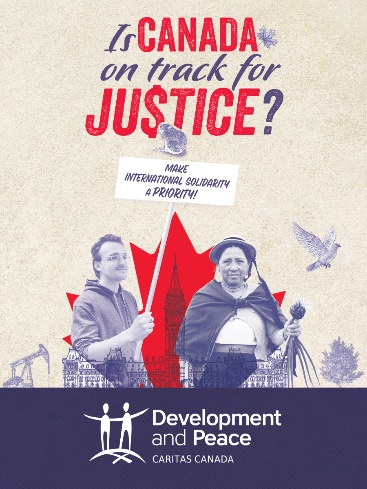 Is CANADA
on track for
JU$TICE?
MAKE
INTERNATIONAL SOLIDARITY
A PRIORITY!
Development
and Peace
CARITAS CANADA